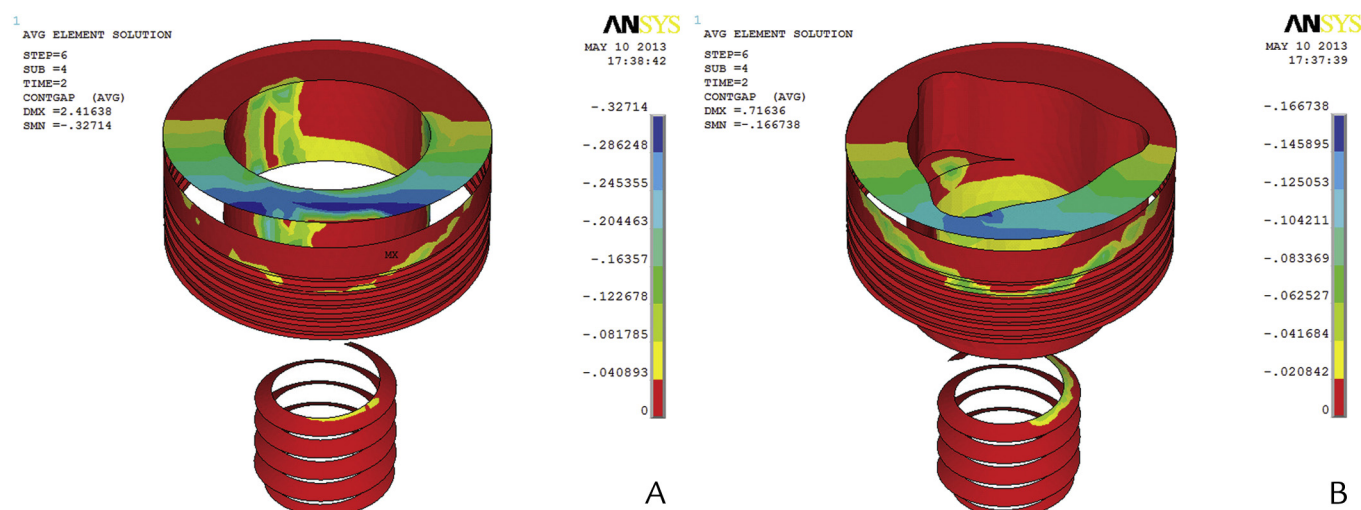 1
AVG ELEMENT SOLUTION
STEP=6
SUB =4
TIME=2
CONTGAP  (AVG)
DMX =2.41638
SMN =-.32714
ANSYS
MAY 10 2013
17:38:42
-.32714
-.286248
-.245355
-.204463
-.16357
-.122678
-.081785
-.040893
0
MX
A
1
AVG ELEMENT SOLUTION
STEP=6
SUB =4
TIME=2
CONTGAP  (AVG)
DMX =.71636
SMN =-.166738
ANSYS
MAY 10 2013
17:37:39
-.166738
-.145895
-.125053
-.104211
-.083369
-.062527
-.041684
-.020842
0
B